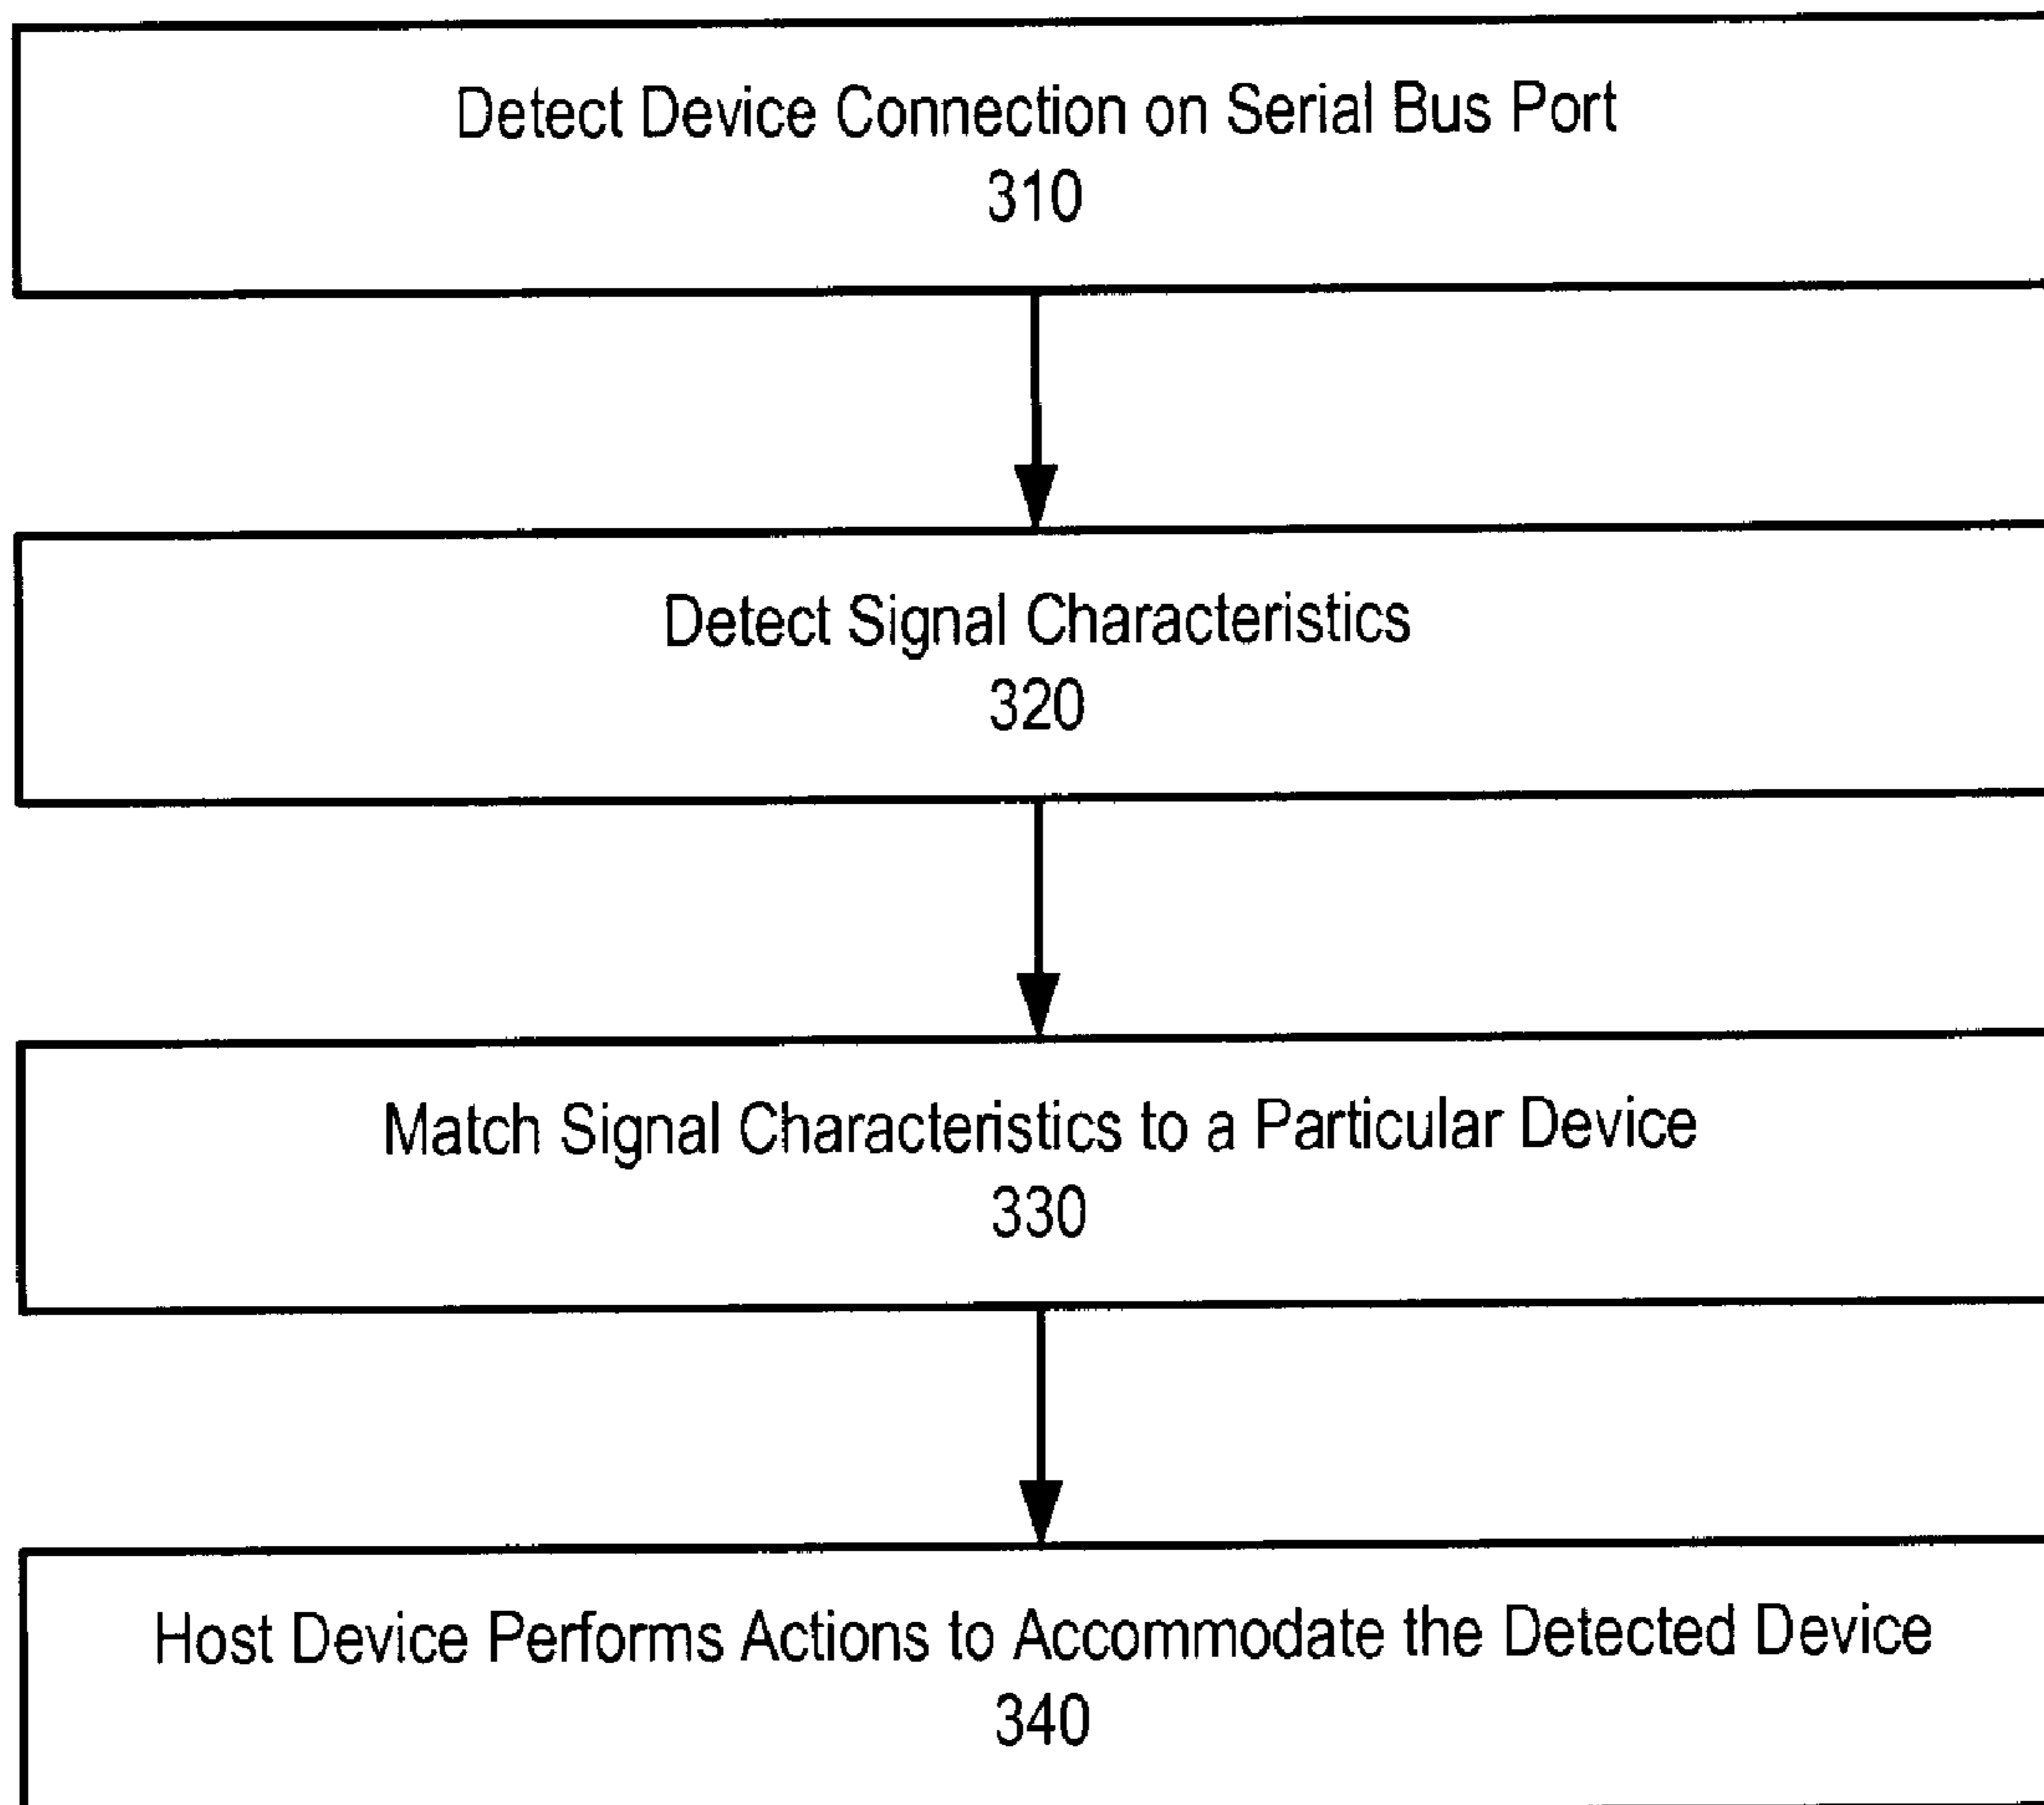 Detect Device Connection on Serial Bus Port
310
Detect Signal Characteristics
320
Match Signal Characteristics to a Particular Device
330
Host Device Performs Actions to Accommodate the Detected Device
340